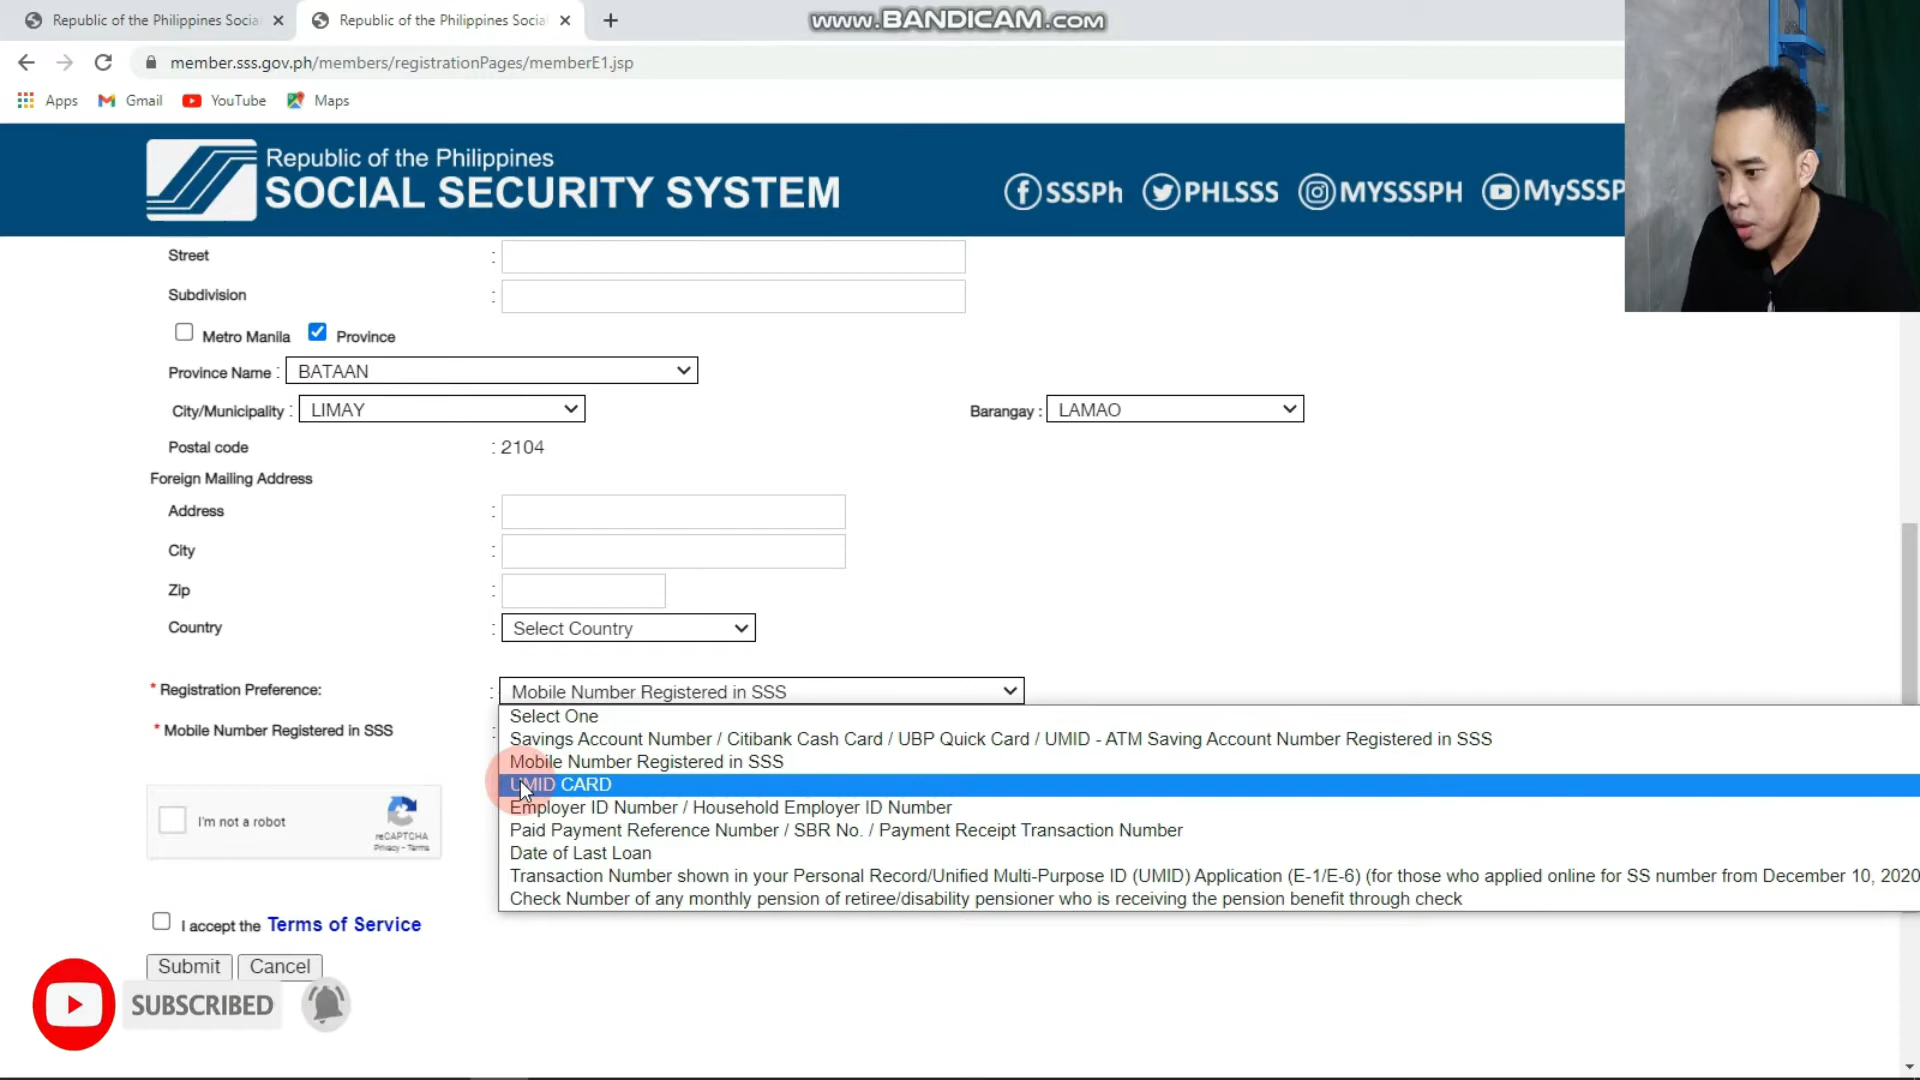 Republic of the Philippines Socia
Republic of the Philippines Socia
www.BANDICAM.com
member.sss.gov.ph/members/registrationPages/memberE1.jsp
Apps
Gmail
YouTube
Maps
Republic of the Philippines
SOCIAL SECURITY SYSTEM
SSSPh
PHLSSS
MYSSSPH
MySSSP
Street :
Subdivision :
Metro Manila
Province
Province Name : BATAAN
City/Municipality : LIMAY
Barangay : LAMAO
Postal code : 2104
Foreign Mailing Address
Address :
City :
Zip :
Country : Select Country
* Registration Preference: : Mobile Number Registered in SSS
* Mobile Number Registered in SSS :
Select One
Savings Account Number / Citibank Cash Card / UBP Quick Card / UMID - ATM Saving Account Number Registered in SSS
Mobile Number Registered in SSS
UMID CARD
Employer ID Number / Household Employer ID Number
Paid Payment Reference Number / SBR No. / Payment Receipt Transaction Number
Date of Last Loan
Transaction Number shown in your Personal Record/Unified Multi-Purpose ID (UMID) Application (E-1/E-6) (for those who applied online for SS number from December 10, 2020
Check Number of any monthly pension of retiree/disability pensioner who is receiving the pension benefit through check
I'm not a robot
reCAPTCHA
Privacy - Terms
I accept the Terms of Service
Submit
Cancel
SUBSCRIBED